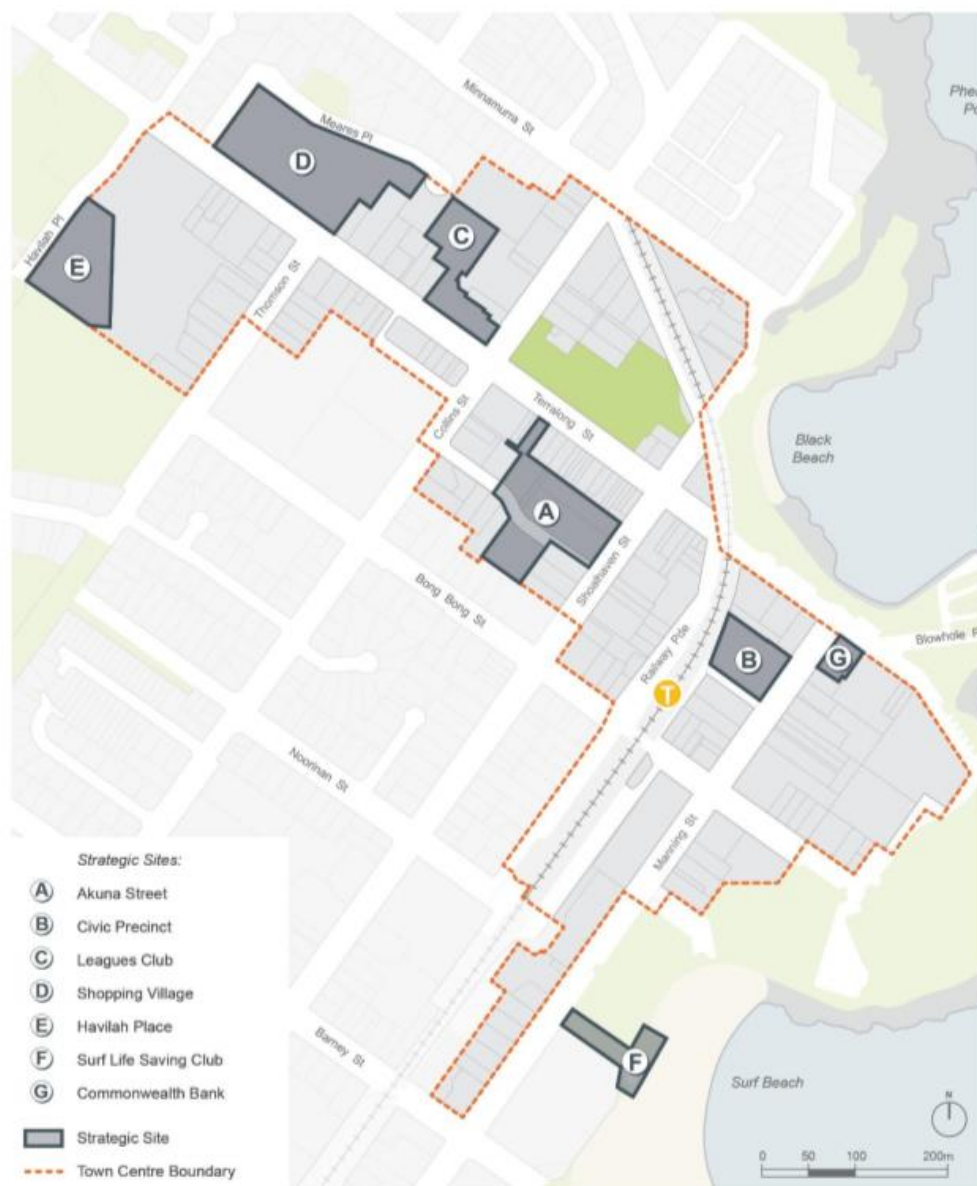 Minnamurra St
Meares Pl
D
C
Havilah Pl
E
Thomson St
Collins St
Terralong St
Black
Beach
A
Shoalhaven St
Bong Bong St
Railway Pde
B
G
Blowhole
T
Noorinan St
Manning St
Barney St
F
Surf Beach
Strategic Sites:
A Akuna Street
B Civic Precinct
C Leagues Club
D Shopping Village
E Havilah Place
F Surf Life Saving Club
G Commonwealth Bank
Strategic Site
Town Centre Boundary
N
0 50 100 200m